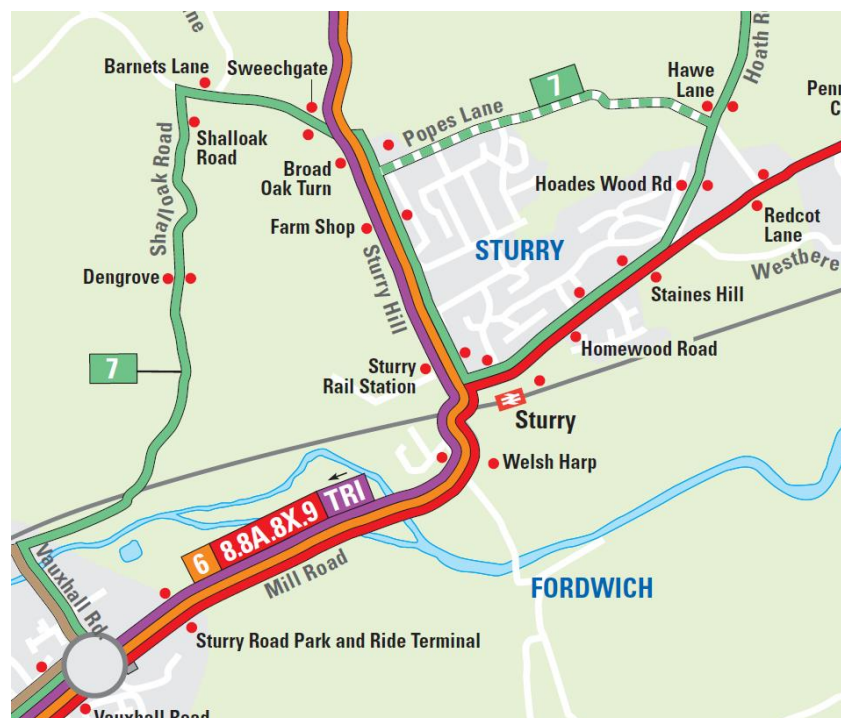 Barnets Lane
Sweechgate
Hoath R
Hawe
Lane
Penn
C
7
Popes Lane
Shalloak
Road
Shalloak Road
Broad
Oak Turn
Hoades Wood Rd
Farm Shop
STURRY
Redcot
Lane
Westbere
Sturry Hill
Dengrove
Staines Hill
7
Homewood Road
Sturry
Rail Station
Sturry
Welsh Harp
6 8.8A.8X.9 TRI
Mill Road
Vauxhall Rd.
FORDWICH
Sturry Road Park and Ride Terminal
Vauxhall Road